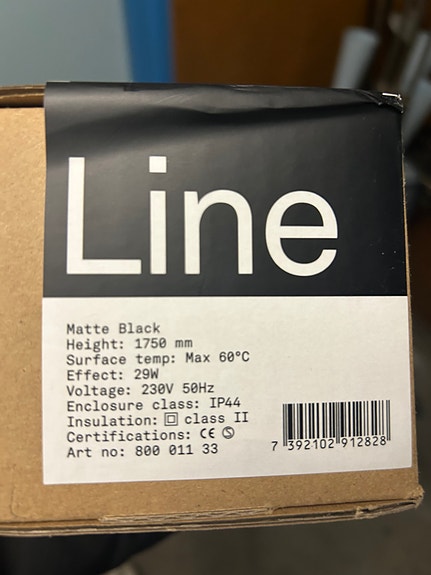 Line
Matte Black
Height: 1750 mm
Surface temp: Max 60°C
Effect: 29W
Voltage: 230V 50Hz
Enclosure class: IP44
Insulation: class II
Certifications: CE Ⓢ
Art no: 800 011 33
7 392102 912828